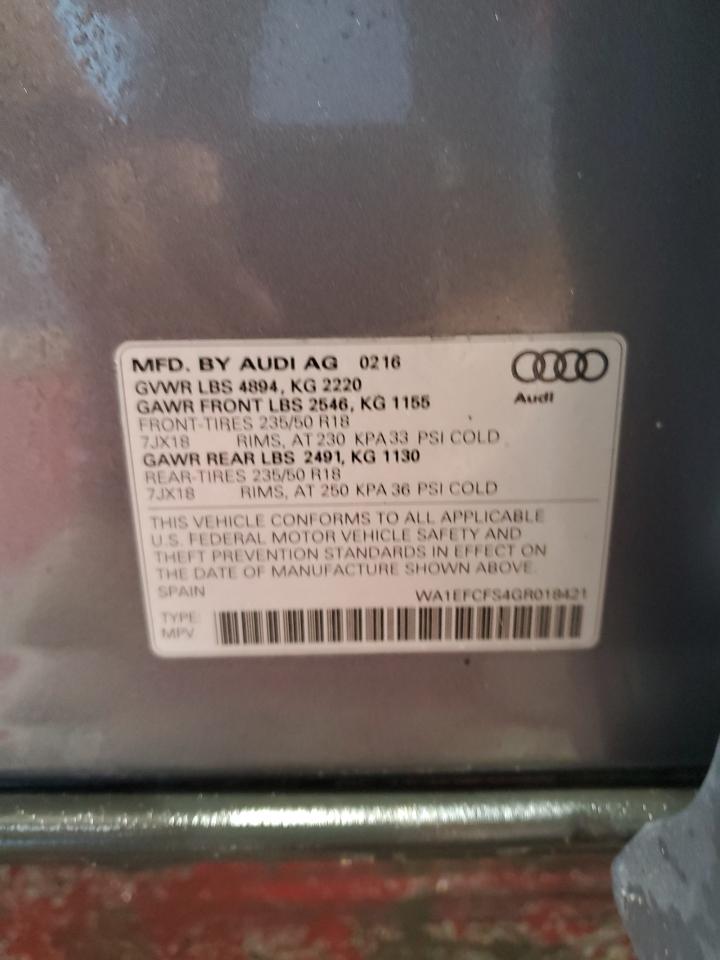 MFD. BY AUDI AG 0216
GVWR LBS 4894, KG 2220
GAWR FRONT LBS 2546, KG 1155
FRONT-TIRES 235/50 R18
7JX18 RIMS, AT 230 KPA 33 PSI COLD
GAWR REAR LBS 2491, KG 1130
REAR-TIRES 235/50 R18
7JX18 RIMS, AT 250 KPA 36 PSI COLD
Audi
THIS VEHICLE CONFORMS TO ALL APPLICABLE
U.S. FEDERAL MOTOR VEHICLE SAFETY AND
THEFT PREVENTION STANDARDS IN EFFECT ON
THE DATE OF MANUFACTURE SHOWN ABOVE.
SPAIN WA1EFCFS4GR018421
TYPE:
MPV